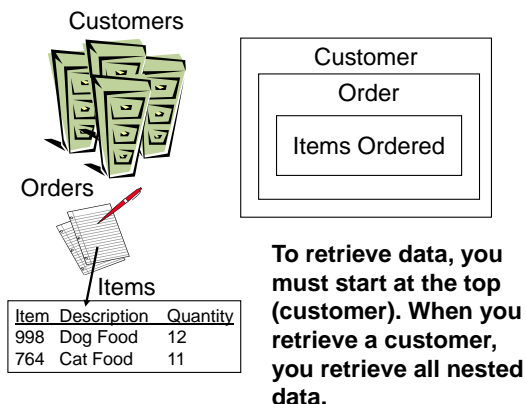 Customers
Customer
Order
Items Ordered
Orders
Items
Item Description Quantity
998 Dog Food 12
764 Cat Food 11
To retrieve data, you
must start at the top
(customer). When you
retrieve a customer,
you retrieve all nested
data.